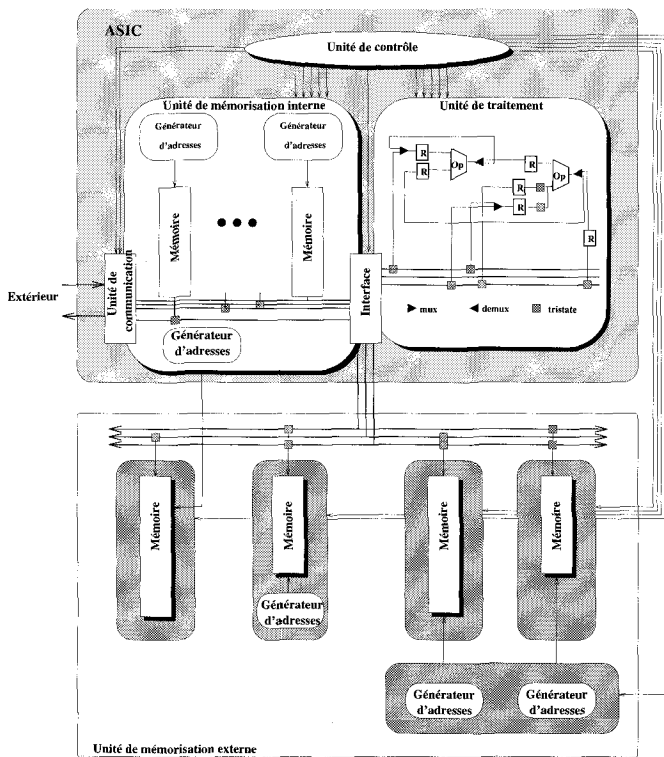 ASIC
Unité de contrôle
Unité de mémorisation interne
Unité de traitement
Générateur
d'adresses
Générateur
d'adresses
R
R
Op
R
R
Op
R
R
Mémoire
Mémoire
Unité de
communication
Interface
Extérieur
mux
demux
tristate
Générateur
d'adresses
Mémoire
Mémoire
Mémoire
Mémoire
Générateur
d'adresses
Générateur
d'adresses
Générateur
d'adresses
Unité de mémorisation externe